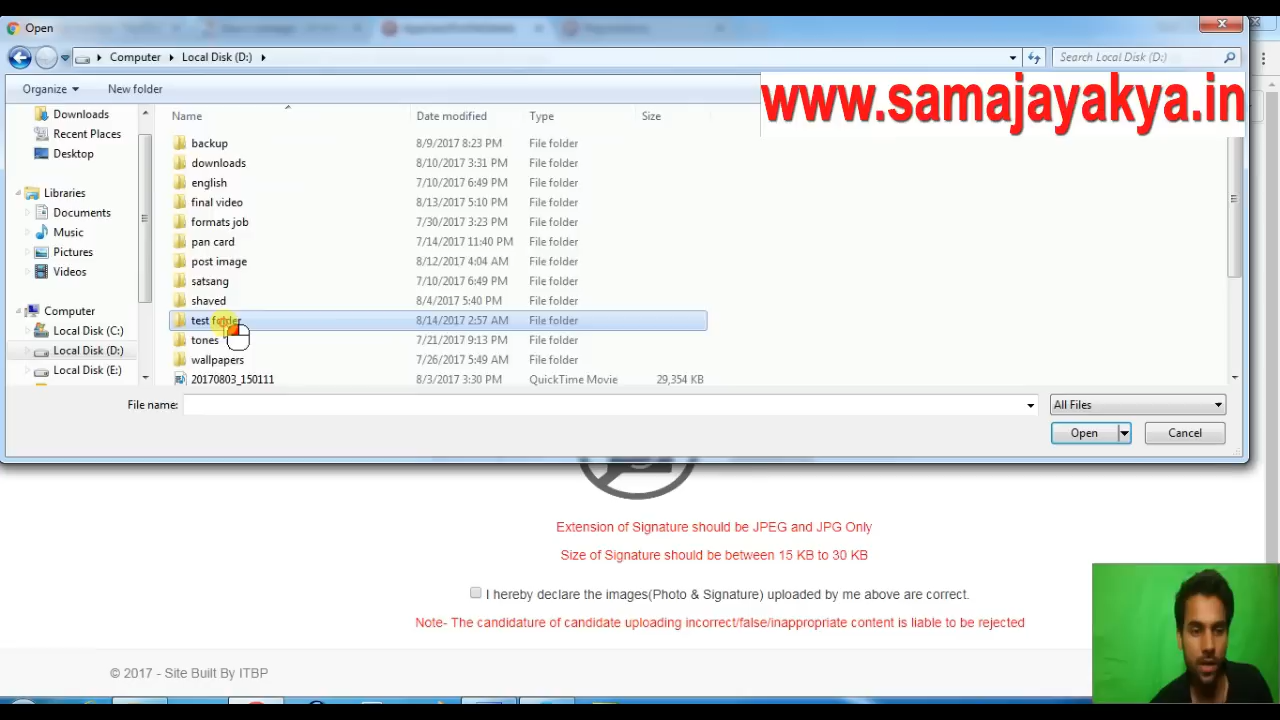 Open
Computer
Local Disk (D:)
Search Local Disk (D:)
Organize
New folder
www.samajayakya.in
Downloads
Recent Places
Desktop
Libraries
Documents
Music
Pictures
Videos
Computer
Local Disk (C:)
Local Disk (D:)
Local Disk (E:)
Name Date modified Type Size
backup 8/9/2017 8:23 PM File folder
downloads 8/10/2017 3:31 PM File folder
english 7/10/2017 6:49 PM File folder
final video 8/13/2017 5:10 PM File folder
formats job 7/30/2017 3:23 PM File folder
pan card 7/14/2017 11:40 PM File folder
post image 8/12/2017 4:04 AM File folder
satsang 7/10/2017 6:49 PM File folder
shaved 8/4/2017 5:40 PM File folder
test folder 8/14/2017 2:57 AM File folder
tones 7/21/2017 9:13 PM File folder
wallpapers 7/26/2017 5:49 AM File folder
20170803_150111 8/3/2017 3:30 PM QuickTime Movie 29,354 KB
File name:
All Files
Open
Cancel
Extension of Signature should be JPEG and JPG Only
Size of Signature should be between 15 KB to 30 KB
I hereby declare the images(Photo & Signature) uploaded by me above are correct.
Note- The candidature of candidate uploading incorrect/false/inappropriate content is liable to be rejected
© 2017 - Site Built By ITBP